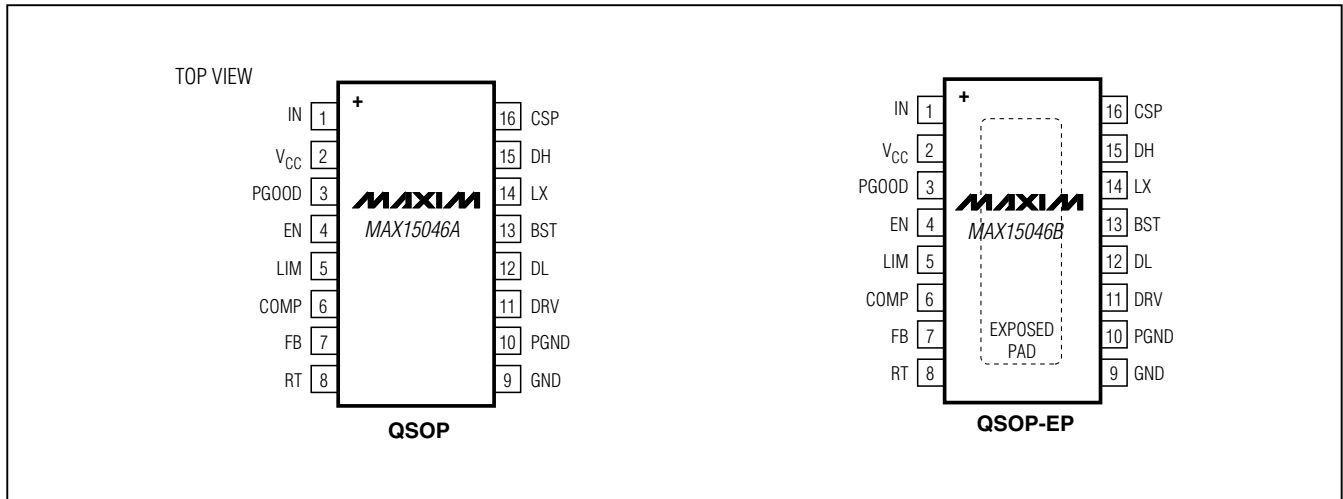 TOP VIEW
+
IN 1
16 CSP
VCC 2
15 DH
PGOOD 3
14 LX
MAXIM
EN 4
MAX15046A
13 BST
LIM 5
12 DL
COMP 6
11 DRV
FB 7
10 PGND
RT 8
9 GND
QSOP
+
IN 1
16 CSP
VCC 2
15 DH
PGOOD 3
14 LX
MAXIM
EN 4
MAX15046B
13 BST
LIM 5
12 DL
COMP 6
11 DRV
FB 7
EXPOSED
PAD
10 PGND
RT 8
9 GND
QSOP-EP